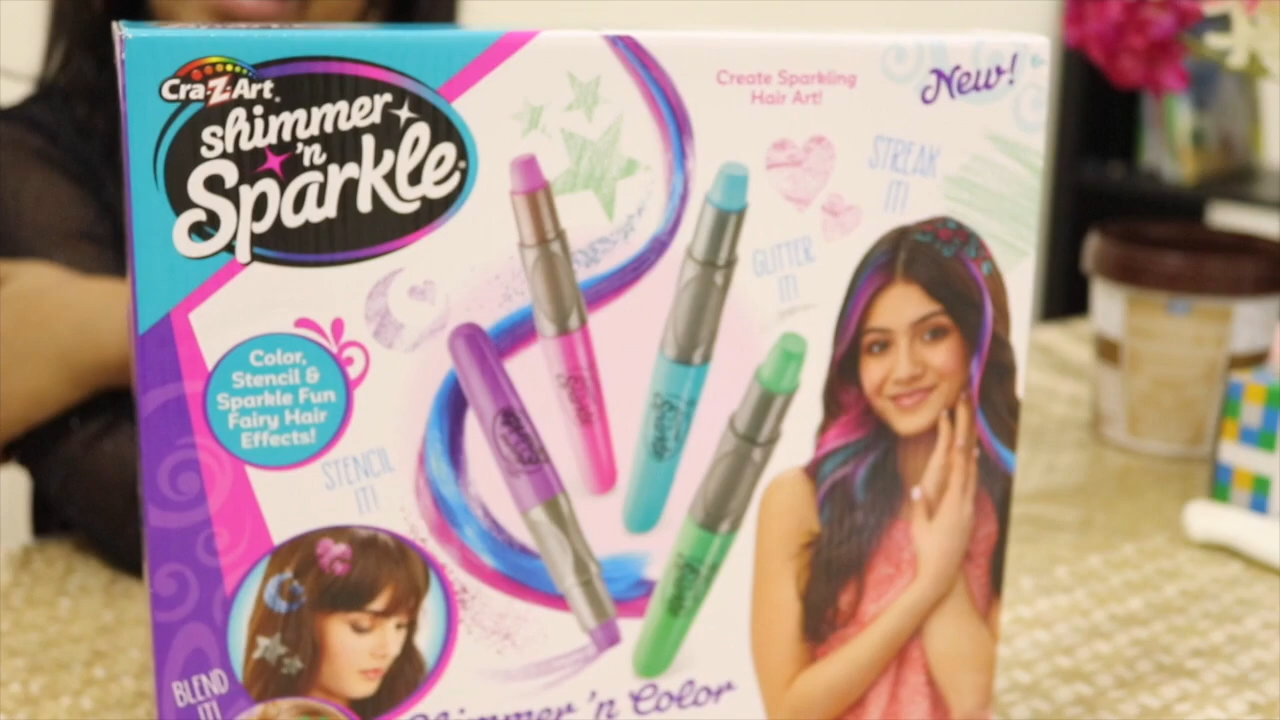 Cra-Z-Art
shimmer
'n
Sparkle
Create Sparkling
Hair Art!
New!
STREAK
IT!
GLITTER
IT!
Color,
Stencil &
Sparkle Fun
Fairy Hair
Effects!
STENCIL
IT!
BLEND
IT!
Shimmer 'n Color